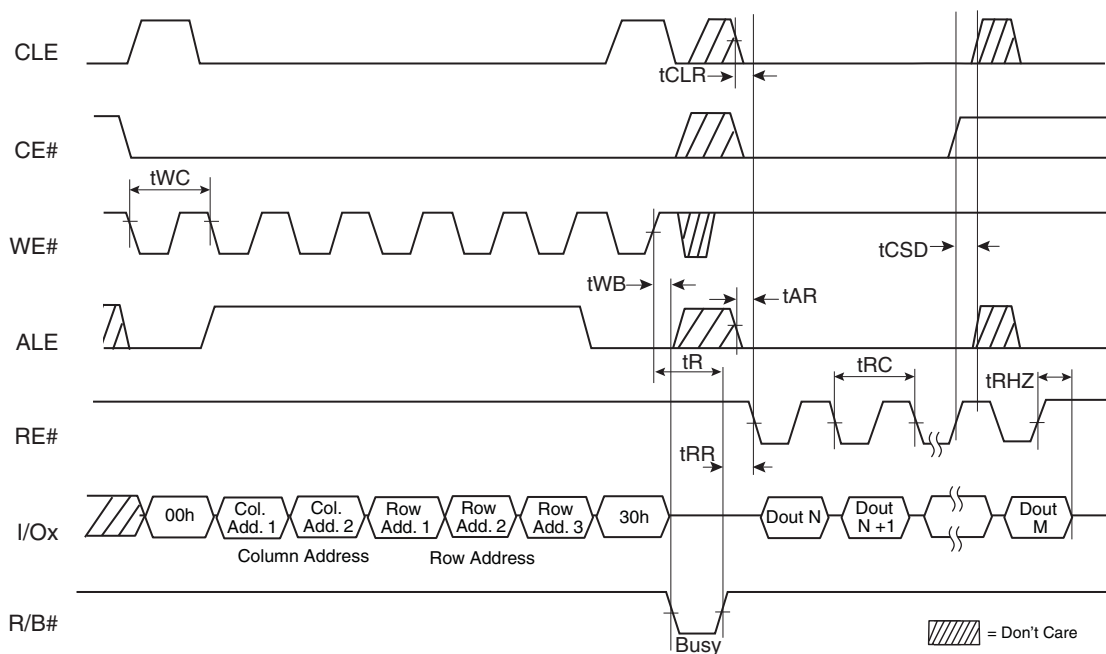 CLE
tCLR
CE#
tWC
WE#
tCSD
tWB
tAR
ALE
tR
tRC
tRHZ
RE#
tRR
I/Ox
00h
Col.
Add. 1
Col.
Add. 2
Row
Add. 1
Row
Add. 2
Row
Add. 3
30h
Dout N
Dout
N +1
Dout
M
Column Address
Row Address
R/B#
Busy
= Don't Care